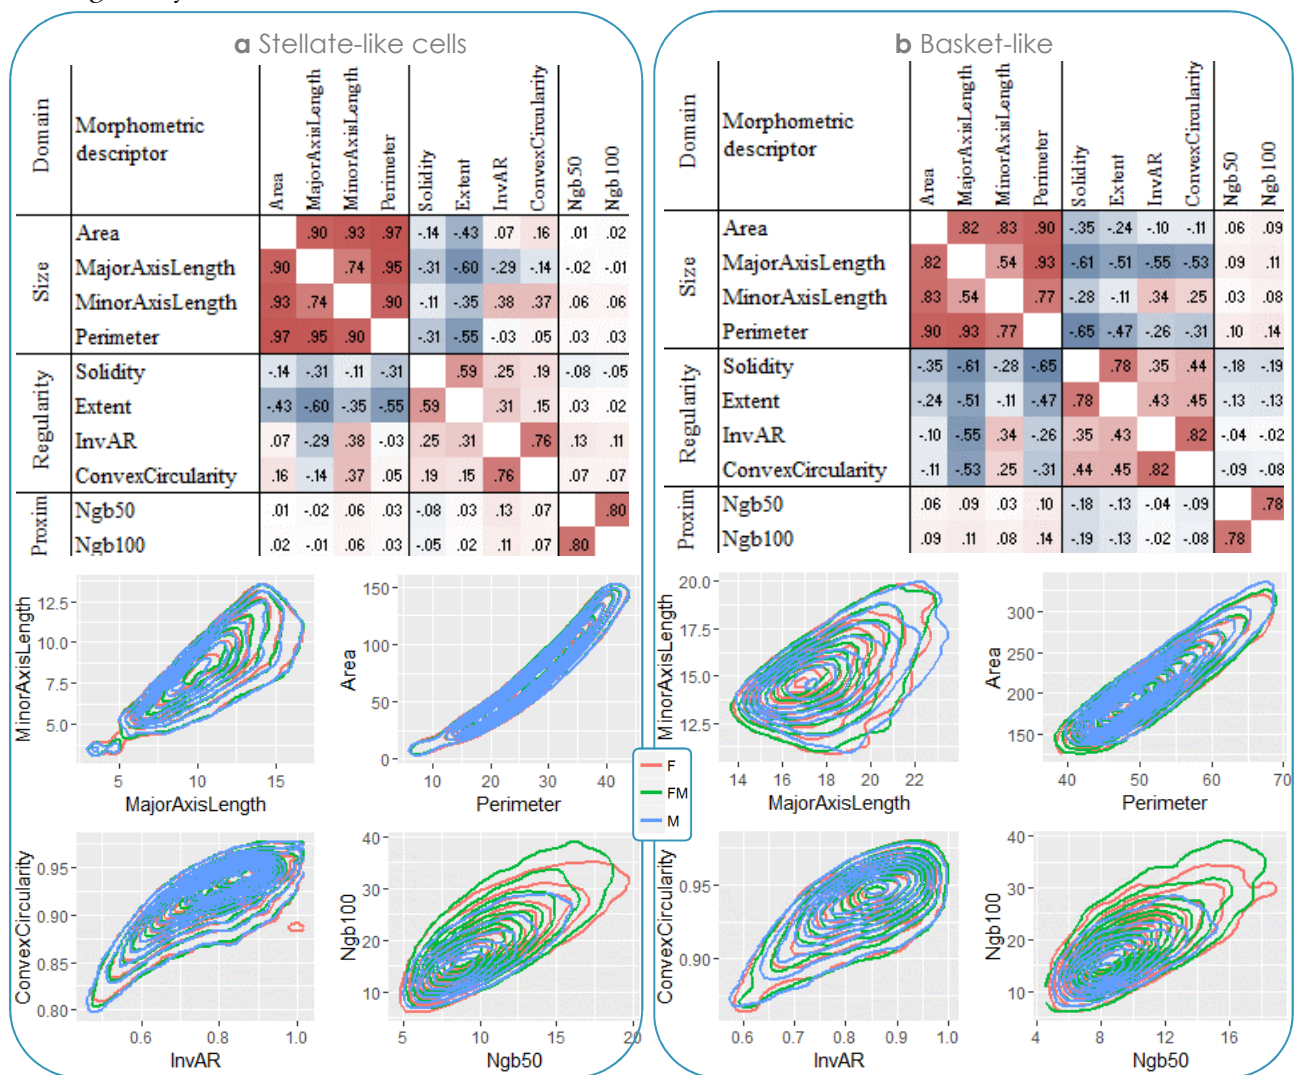 a Stellate-like cells
Domain
Morphometric
descriptor
Area
MajorAxisLength
MinorAxisLength
Perimeter
Solidity
Extent
InvAR
ConvexCircularity
Ngb50
Ngb100
Size
Area .90 .93 .97 -.14 -.43 .07 .16 .01 .02
MajorAxisLength .90 .74 .95 -.31 -.60 -.29 -.14 -.02 -.01
MinorAxisLength .93 .74 .90 -.11 -.35 .38 .37 .06 .06
Perimeter .97 .95 .90 -.31 -.55 -.03 .05 .03 .03
Regularity
Solidity -.14 -.31 -.11 -.31 .59 .25 .19 -.08 -.05
Extent -.43 -.60 -.35 -.55 .59 .31 .15 .03 .02
InvAR .07 -.29 .38 -.03 .25 .31 .76 .13 .11
ConvexCircularity .16 -.14 .37 .05 .19 .15 .76 .07 .07
Proxim
Ngb50 .01 -.02 .06 .03 -.08 .03 .13 .07 .80
Ngb100 .02 -.01 .06 .03 -.05 .02 .11 .07 .80
MinorAxisLength
12.5
10.0
7.5
5.0
5 10 15
MajorAxisLength
Area
150
100
50
0
10 20 30 40
Perimeter
ConvexCircularity
0.95
0.90
0.85
0.80
0.6 0.8 1.0
InvAR
Ngb100
40
30
20
10
5 10 15 20
Ngb50
F
FM
M
b Basket-like
Domain
Morphometric
descriptor
Area
MajorAxisLength
MinorAxisLength
Perimeter
Solidity
Extent
InvAR
ConvexCircularity
Ngb50
Ngb100
Size
Area .82 .83 .90 -.35 -.24 -.10 -.11 .06 .09
MajorAxisLength .82 .54 .93 -.61 -.51 -.55 -.53 .09 .11
MinorAxisLength .83 .54 .77 -.28 -.11 .34 .25 .03 .08
Perimeter .90 .93 .77 -.65 -.47 -.26 -.31 .10 .14
Regularity
Solidity -.35 -.61 -.28 -.65 .78 .35 .44 -.18 -.19
Extent -.24 -.51 -.11 -.47 .78 .43 .45 -.13 -.13
InvAR -.10 -.55 .34 -.26 .35 .43 .82 -.04 -.02
ConvexCircularity -.11 -.53 .25 -.31 .44 .45 .82 -.09 -.08
Proxim
Ngb50 .06 .09 .03 .10 -.18 -.13 -.04 -.09 .78
Ngb100 .09 .11 .08 .14 -.19 -.13 -.02 -.08 .78
MinorAxisLength
20.0
17.5
15.0
12.5
14 16 18 20 22
MajorAxisLength
Area
300
250
200
150
40 50 60 70
Perimeter
ConvexCircularity
0.95
0.90
0.6 0.7 0.8 0.9 1.0
InvAR
Ngb100
40
30
20
10
4 8 12 16
Ngb50